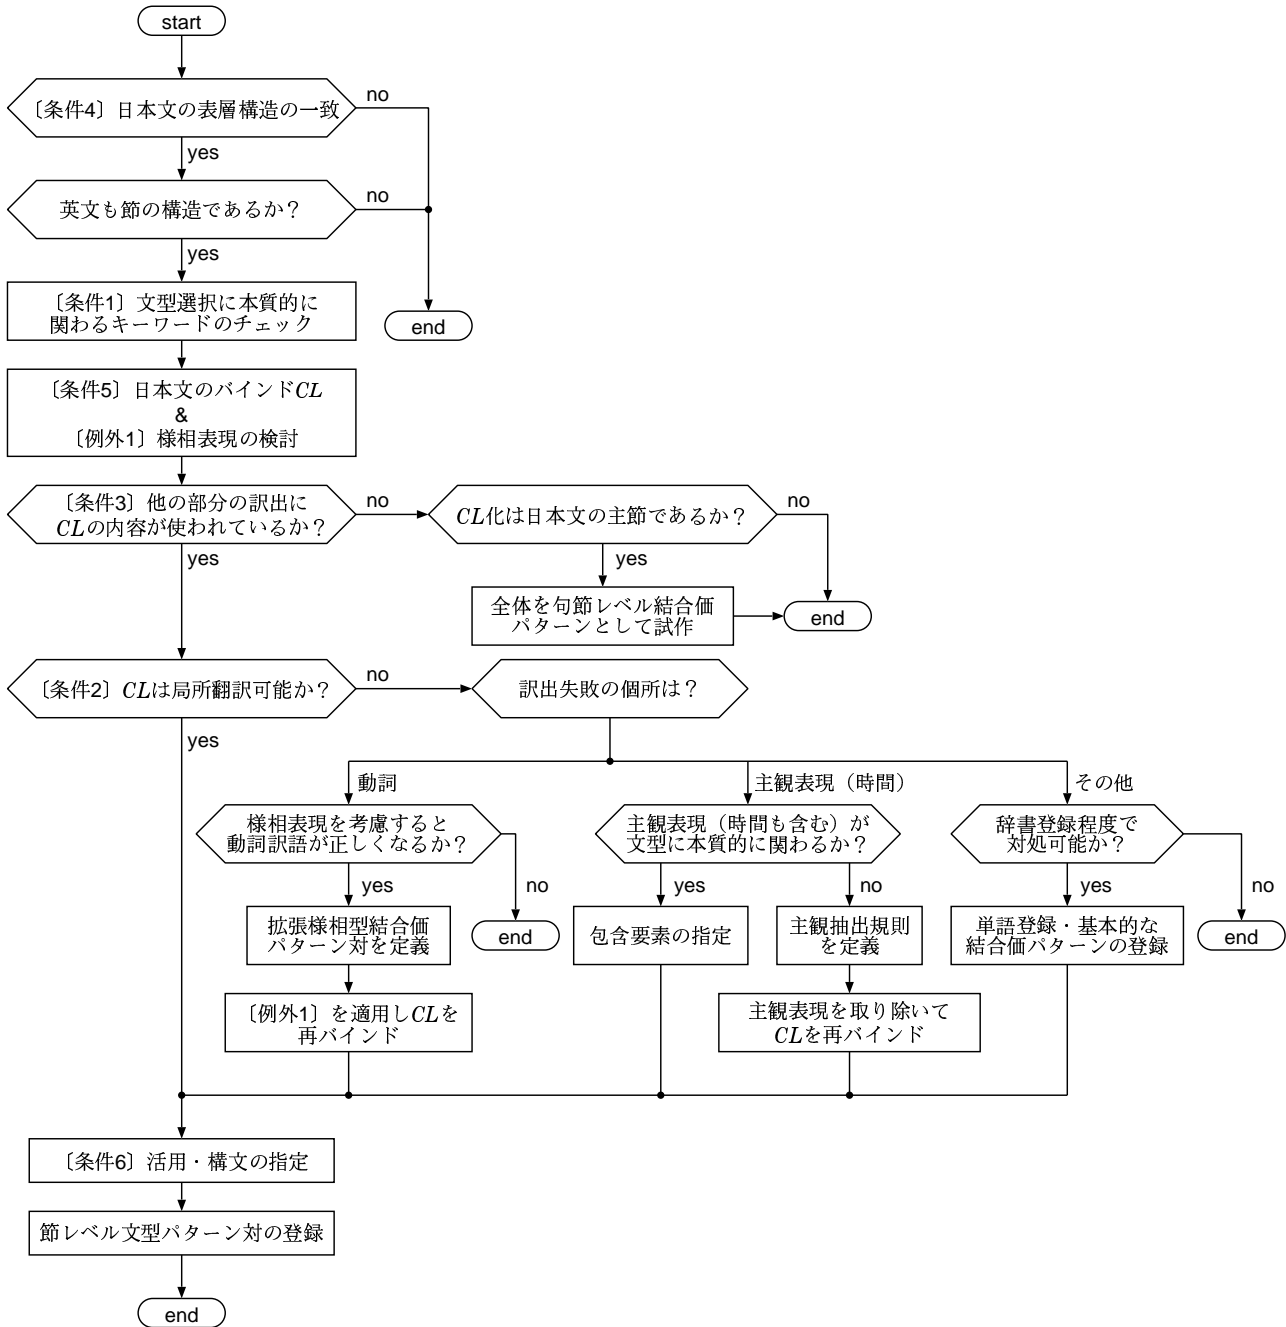 start
〔条件4〕日本文の表層構造の一致
no
yes
英文も節の構造であるか？
no
yes
〔条件1〕文型選択に本質的に
関わるキーワードのチェック
end
〔条件5〕日本文のバインドCL
&
〔例外1〕様相表現の検討
〔条件3〕他の部分の訳出に
CLの内容が使われているか？
no
CL化は日本文の主節であるか？
no
yes
yes
全体を句節レベル結合価
パターンとして試作
end
〔条件2〕CLは局所翻訳可能か？
no
訳出失敗の個所は？
yes
動詞
主観表現（時間）
その他
様相表現を考慮すると
動詞訳語が正しくなるか？
主観表現（時間も含む）が
文型に本質的に関わるか？
辞書登録程度で
対処可能か？
yes
no
yes
no
yes
no
拡張様相型結合価
パターン対を定義
end
包含要素の指定
主観抽出規則
を定義
単語登録・基本的な
結合価パターンの登録
end
〔例外1〕を適用しCLを
再バインド
主観表現を取り除いて
CLを再バインド
〔条件6〕活用・構文の指定
節レベル文型パターン対の登録
end